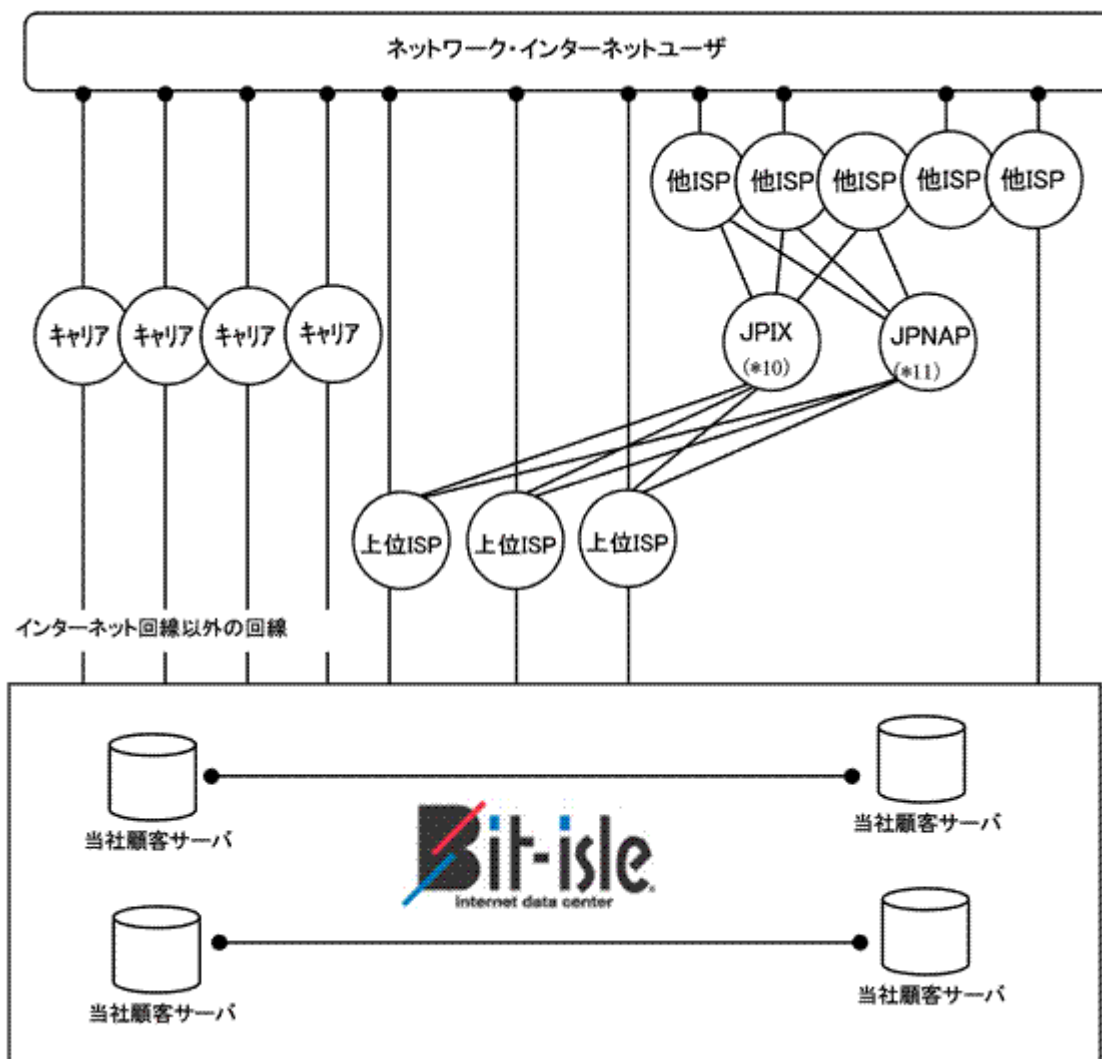 ネットワーク・インターネットユーザ
他ISP
他ISP
他ISP
他ISP
他ISP
キャリア
キャリア
キャリア
キャリア
JPIX
(*10)
JPNAP
(*11)
上位ISP
上位ISP
上位ISP
インターネット回線以外の回線
当社顧客サーバ
当社顧客サーバ
Bit-isle
internet data center
当社顧客サーバ
当社顧客サーバ